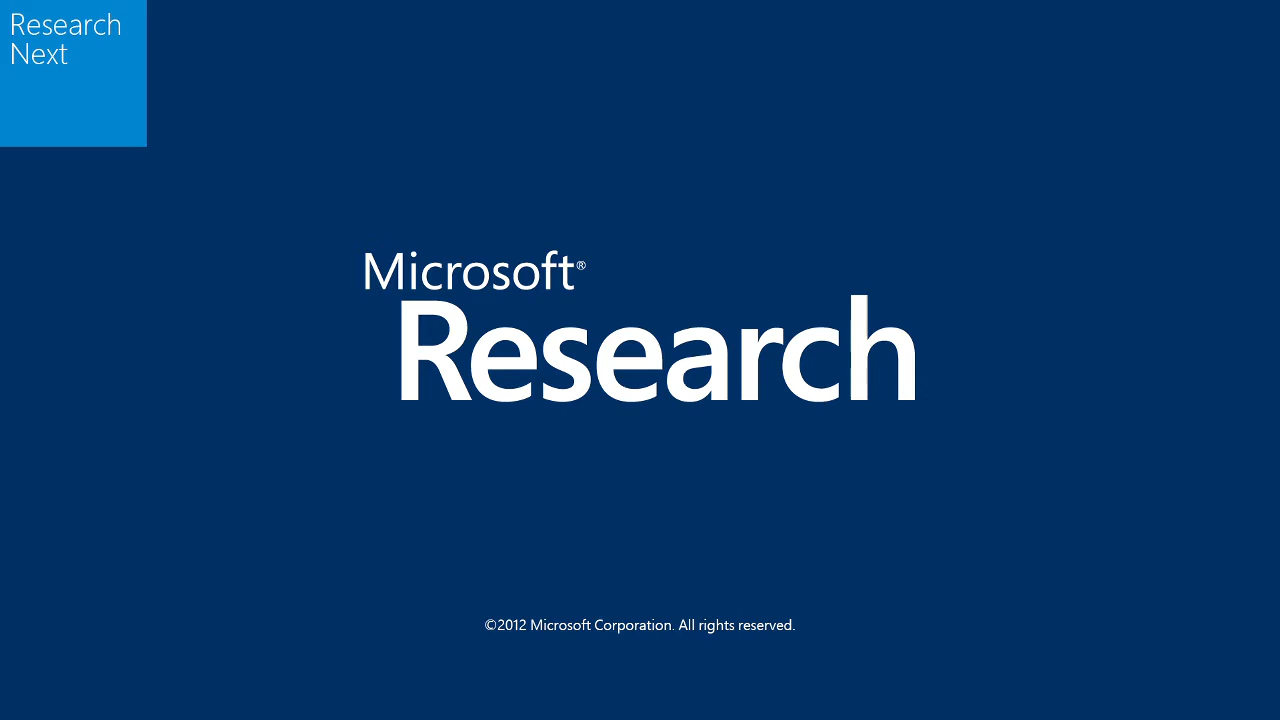 Research
Next
Microsoft®
Research
©2012 Microsoft Corporation. All rights reserved.